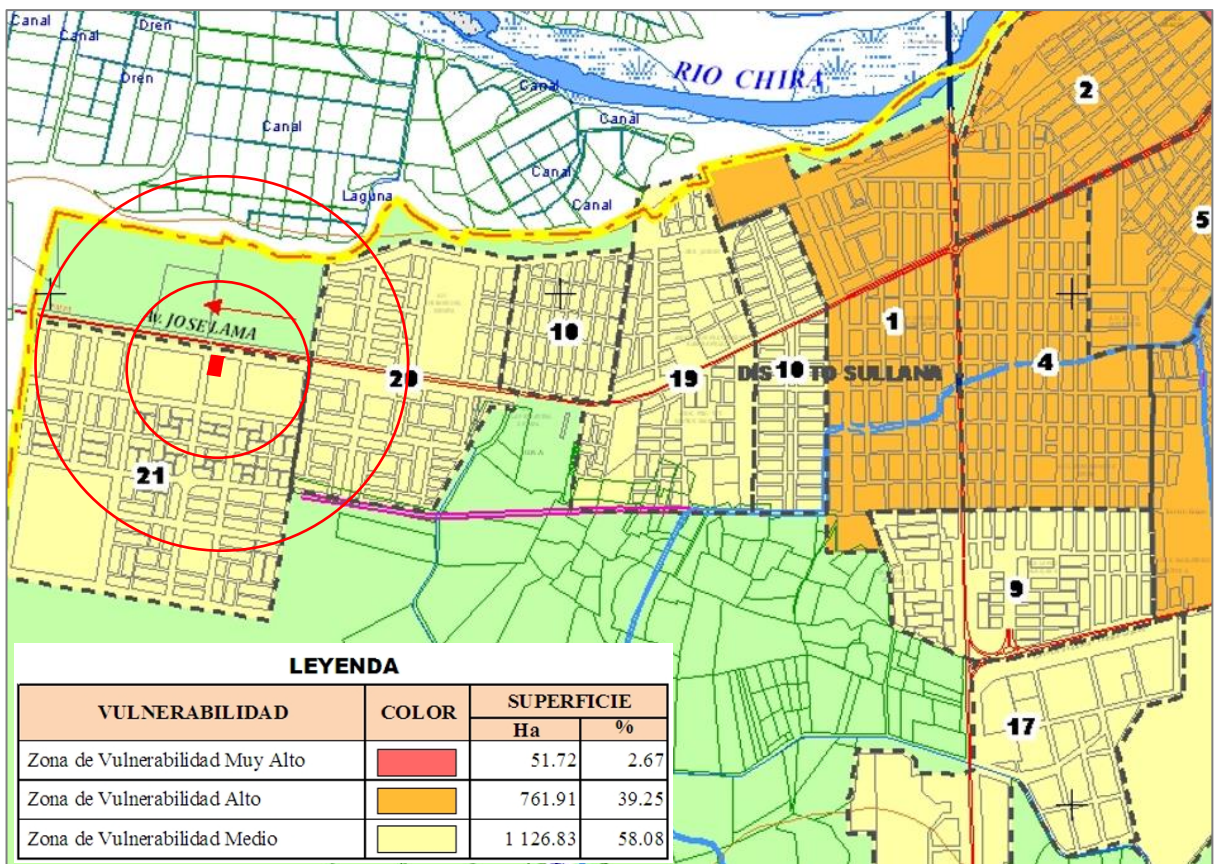 Canal
Canal
Dren
Dren
Canal
RIO CHIRA
Canal
Canal
Canal
Canal
Laguna
2
5
Av. JOSE LAMA
10
1
20
19
10
4
DISTRITO SULLANA
21
9
17
LEYENDA
VULNERABILIDAD COLOR SUPERFICIE
Ha %
Zona de Vulnerabilidad Muy Alto 51.72 2.67
Zona de Vulnerabilidad Alto 761.91 39.25
Zona de Vulnerabilidad Medio 1 126.83 58.08